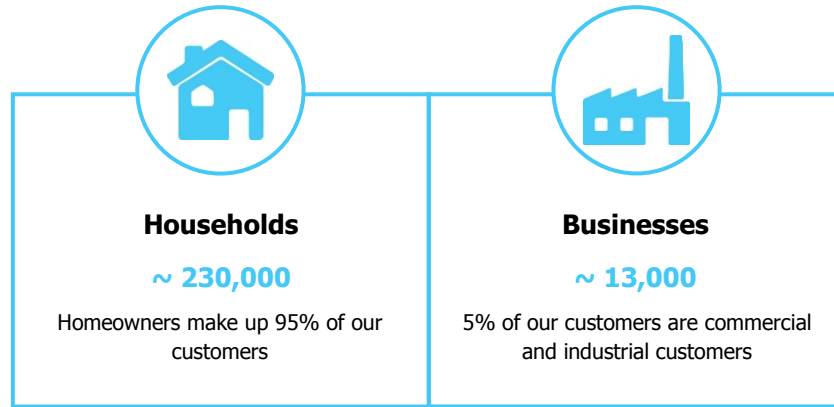 Households
~ 230,000
Homeowners make up 95% of our
customers
Businesses
~ 13,000
5% of our customers are commercial
and industrial customers